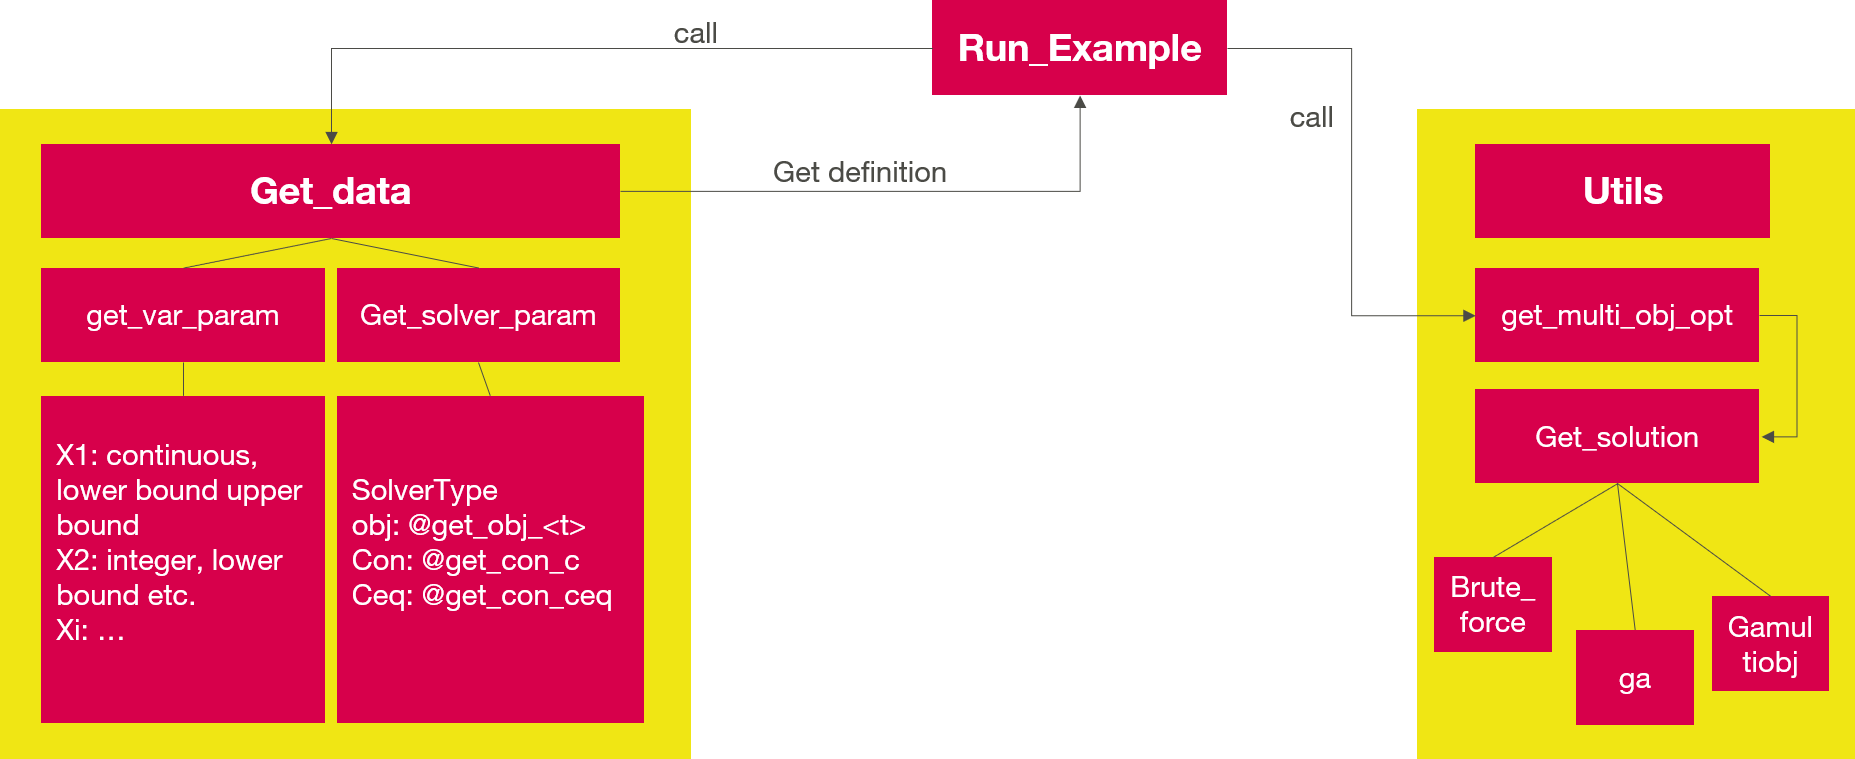 call
Run_Example
call
Get definition
Get_data
get_var_param
Get_solver_param
X1: continuous,
lower bound upper
bound
X2: integer, lower
bound etc.
Xi: …
SolverType
obj: @get_obj_<t>
Con: @get_con_c
Ceq: @get_con_ceq
Utils
get_multi_obj_opt
Get_solution
Brute_
force
ga
Gamul
tiobj